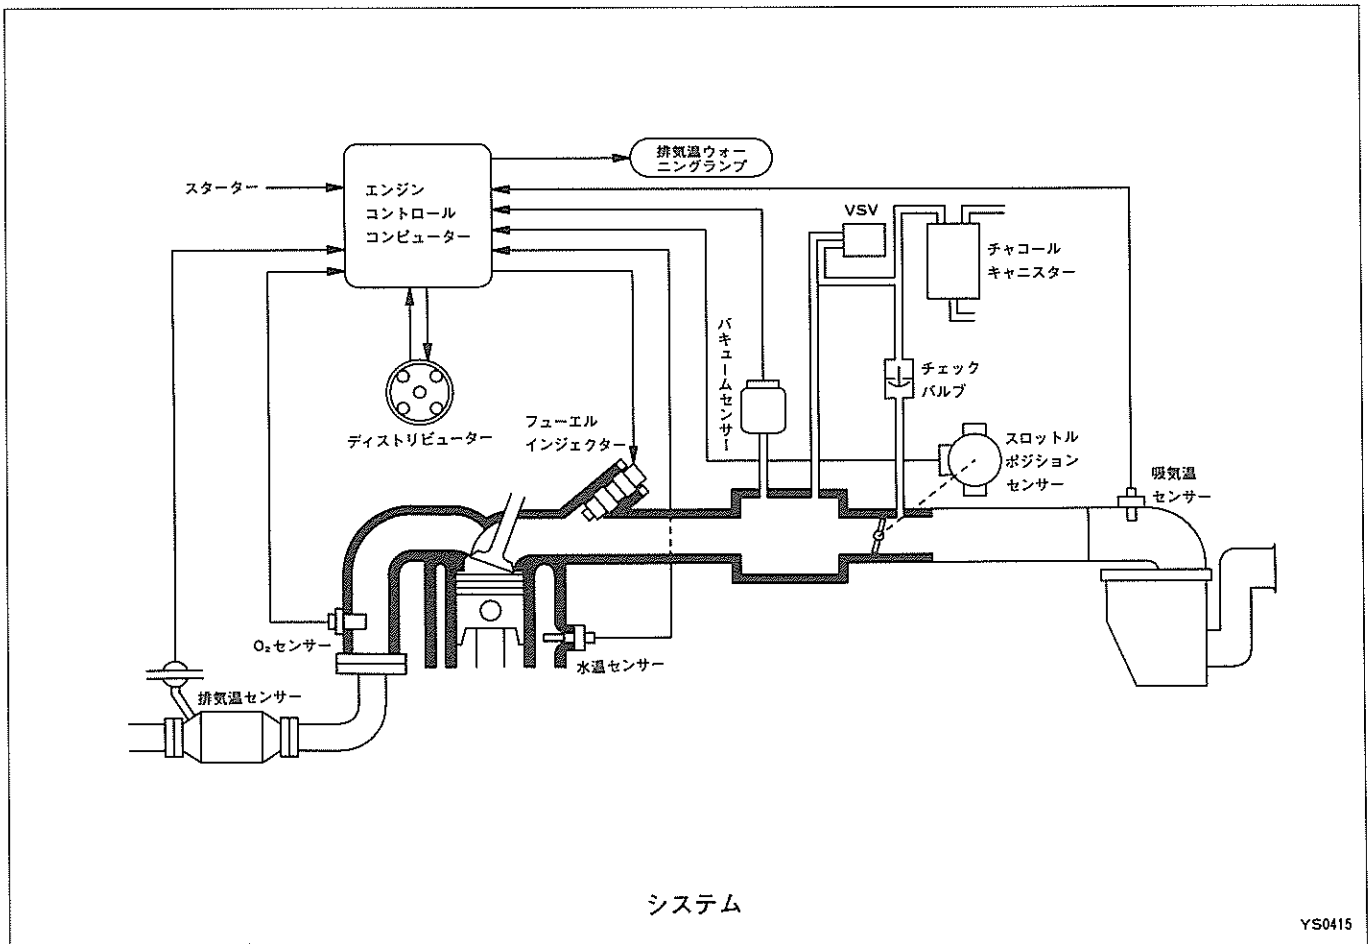 排気温ウォー
ニングランプ
スターター
エンジン
コントロール
コンピューター
VSV
チャコール
キャニスター
バキュームセンサー
チェック
バルブ
ディストリビューター
フューエル
インジェクター
スロットル
ポジション
センサー
吸気温
センサー
O₂センサー
水温センサー
排気温センサー
システム
YS0415